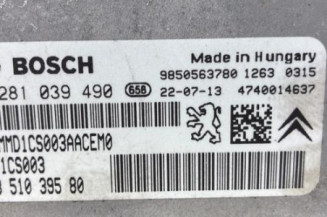 BOSCH
Made in Hungary
9850563780 1263 0315
281 039 490 658 22-07-13 4740014637
MMD1CS003AACEM0
1CS003
510 395 80